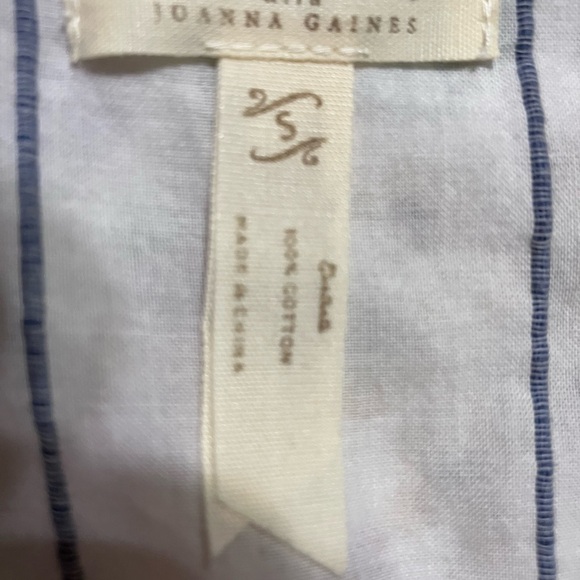 JOANNA GAINES
S
100% COTTON
MADE IN CHINA